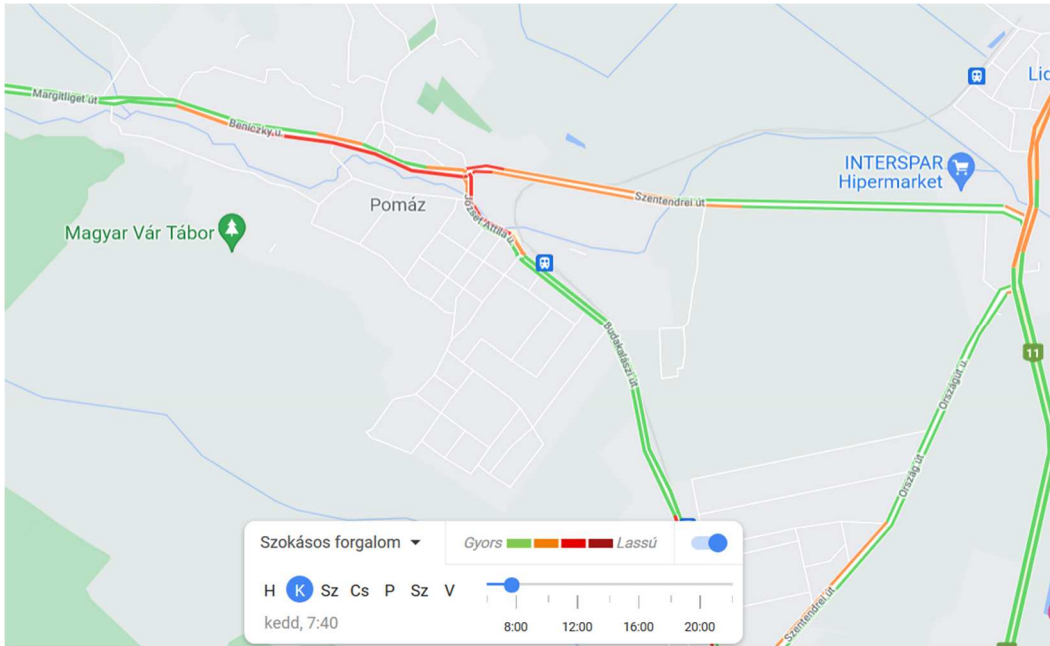 Margitliget út
Beniczky u.
Lid
INTERSPAR
Hipermarket
Szentendrei út
Pomáz
József Attila u.
Magyar Vár Tábor
Budakalászi út
11
Országút u.
Ország út
Szentendrei út
Szokásos forgalom
Gyors
Lassú
H K Sz Cs P Sz V
kedd, 7:40
8:00 12:00 16:00 20:00